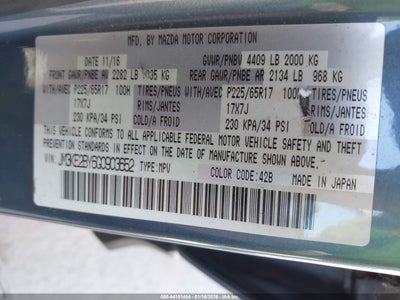 MFD. BY MAZDA MOTOR CORPORATION
DATE: 11/16 GVWR/PNBV 4409 LB 2000 KG
FRONT GAWR/PNBE AV 2282 LB KG REAR GAWR/PNBE AR 2134 LB 968 KG
WITH/AVEC P225/65R17 100H TIRES/PNEUS WITH/AVEC P225/65R17 100H TIRES/PNEUS
17X7J RIMS/JANTES 17X7J RIMS/JANTES
230 KPA/34 PSI COLD/A FROID 230 KPA/34 PSI COLD/A FROID
THIS VEHICLE CONFORMS TO ALL APPLICABLE FEDERAL MOTOR VEHICLE SAFETY, BUMPER, AND THEFT
PREVENTION STANDARDS IN EFFECT ON THE DATE OF MANUFACTURE SHOWN ABOVE.
VIN: TYPE: MPV COLOR CODE: 42B MADE IN JAPAN